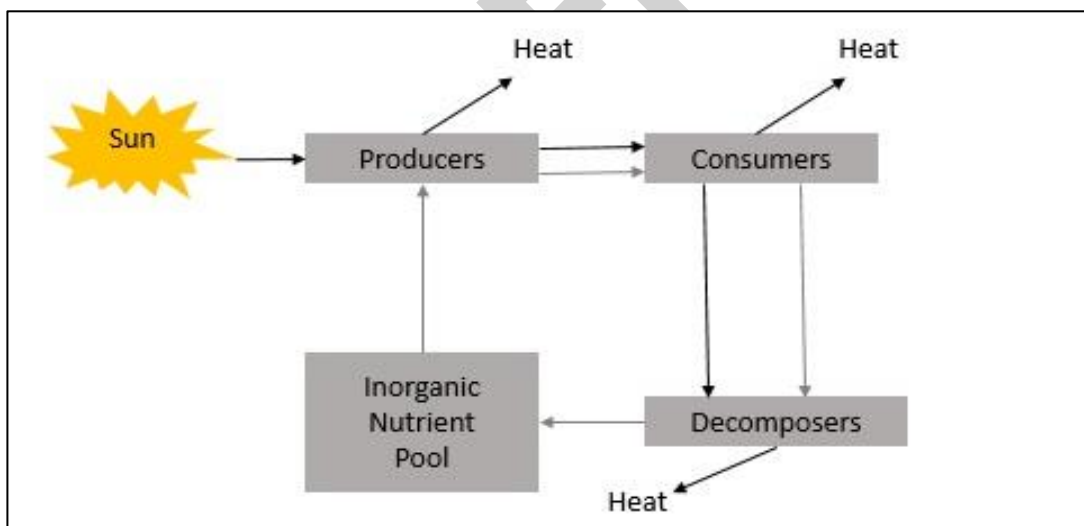 Heat
Heat
Sun
Producers
Consumers
Inorganic
Nutrient
Pool
Decomposers
Heat